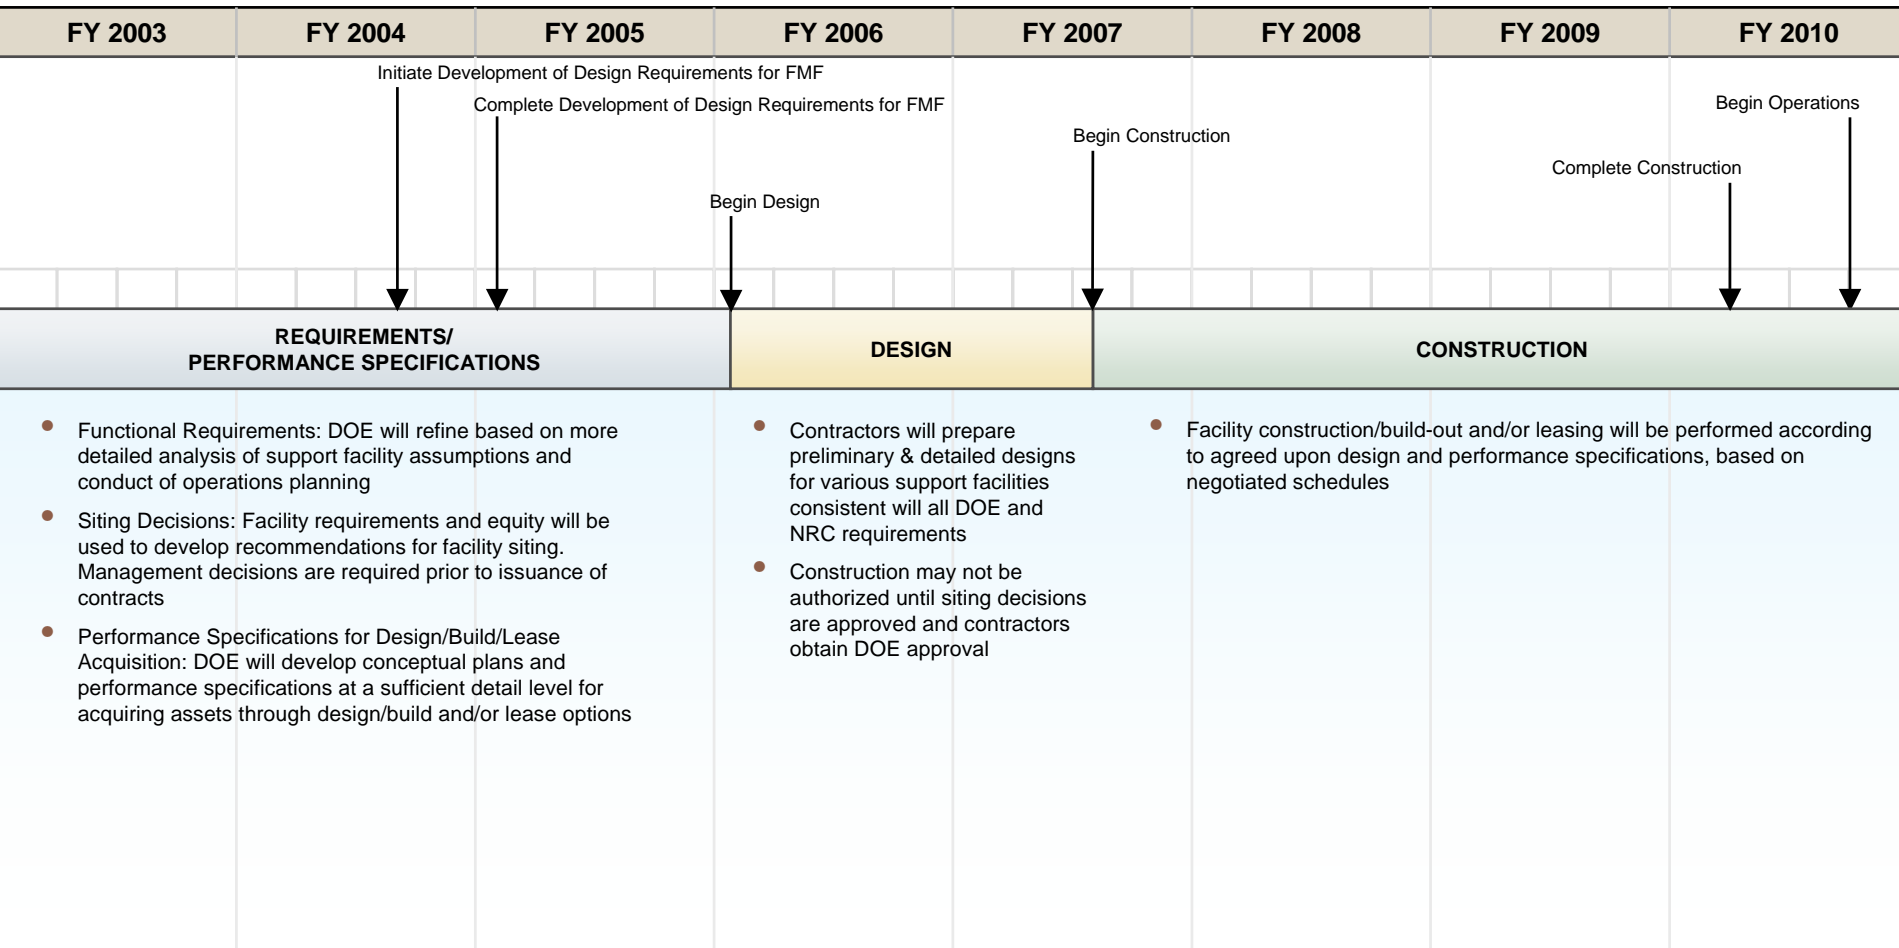 FY 2003 FY 2004 FY 2005 FY 2006 FY 2007 FY 2008 FY 2009 FY 2010
Initiate Development of Design Requirements for FMF
Complete Development of Design Requirements for FMF
Begin Operations
Begin Construction
Complete Construction
Begin Design
REQUIREMENTS/
PERFORMANCE SPECIFICATIONS
DESIGN
CONSTRUCTION
• Functional Requirements: DOE will refine based on more
detailed analysis of support facility assumptions and
conduct of operations planning
• Siting Decisions: Facility requirements and equity will be
used to develop recommendations for facility siting.
Management decisions are required prior to issuance of
contracts
• Performance Specifications for Design/Build/Lease
Acquisition: DOE will develop conceptual plans and
performance specifications at a sufficient detail level for
acquiring assets through design/build and/or lease options
• Contractors will prepare
preliminary & detailed designs
for various support facilities
consistent will all DOE and
NRC requirements
• Construction may not be
authorized until siting decisions
are approved and contractors
obtain DOE approval
• Facility construction/build-out and/or leasing will be performed according
to agreed upon design and performance specifications, based on
negotiated schedules